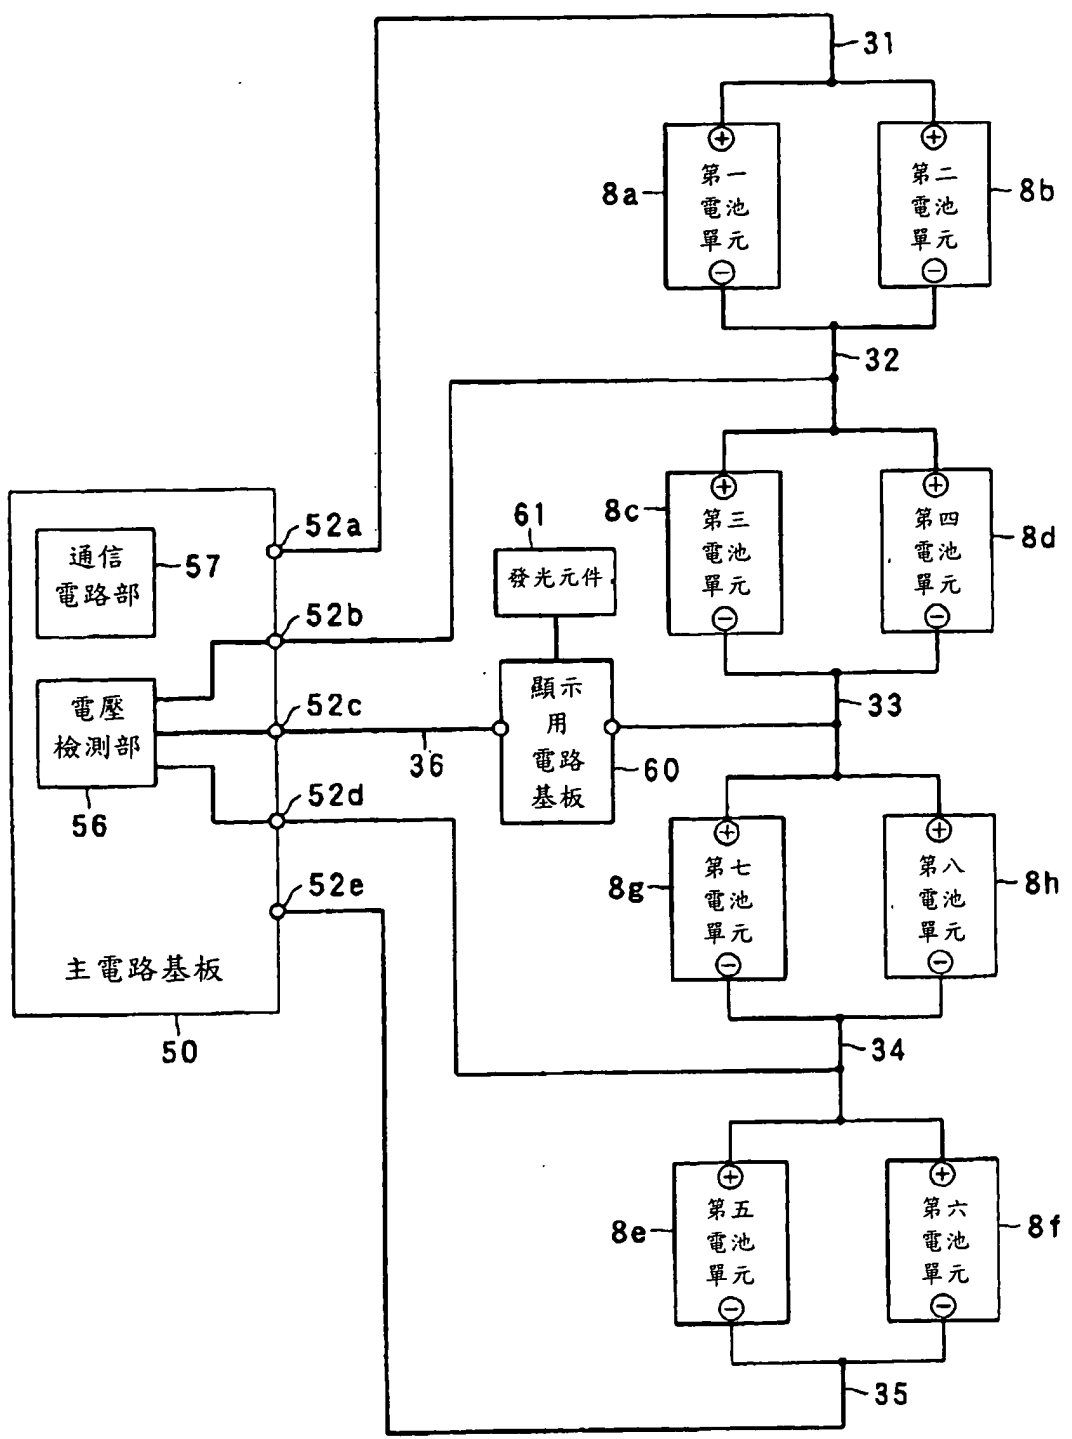 31
+ +
第一
電池
單元
第二
電池
單元
8a
8b
− −
32
+ +
第三
電池
單元
第四
電池
單元
8c
8d
− −
61
發光元件
52a
通信
電路部
57
52b
電壓
檢測部
56
52c
36
顯示
用
電路
基板
60
33
52d
+ +
第七
電池
單元
第八
電池
單元
8g
8h
− −
52e
主電路基板
50
34
+ +
第五
電池
單元
第六
電池
單元
8e
8f
− −
35